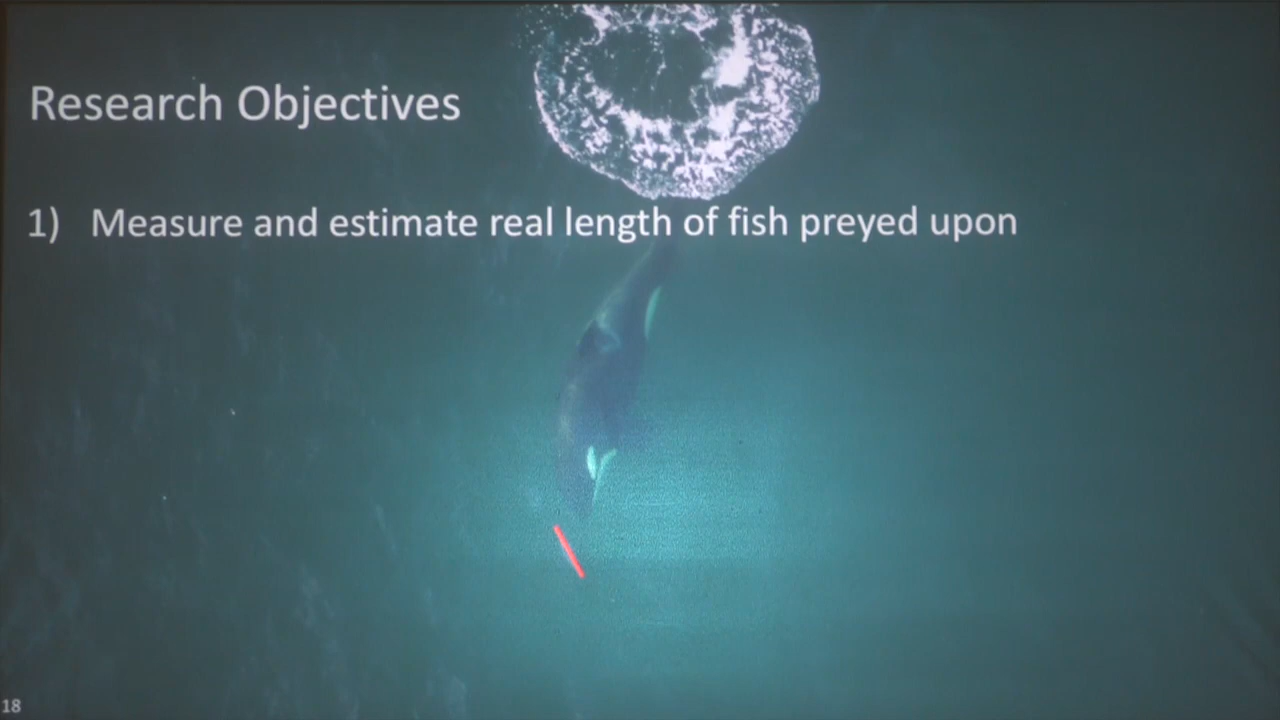 Research Objectives
1) Measure and estimate real length of fish preyed upon
18